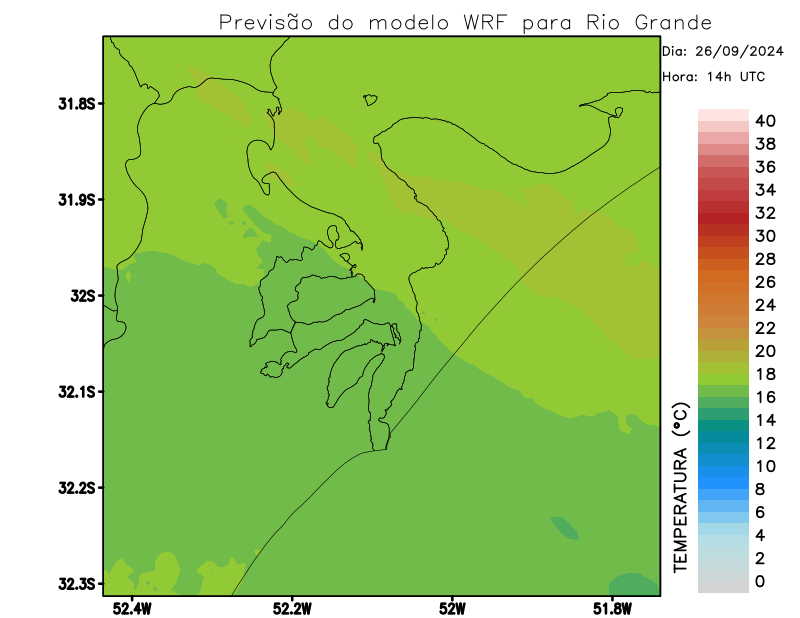 Previsão do modelo WRF para Rio Grande
Dia: 26/09/2024
Hora: 14h UTC
31.8S
31.9S
32S
32.1S
32.2S
32.3S
52.4W
52.2W
52W
51.8W
TEMPERATURA (°C)
40
38
36
34
32
30
28
26
24
22
20
18
16
14
12
10
8
6
4
2
0